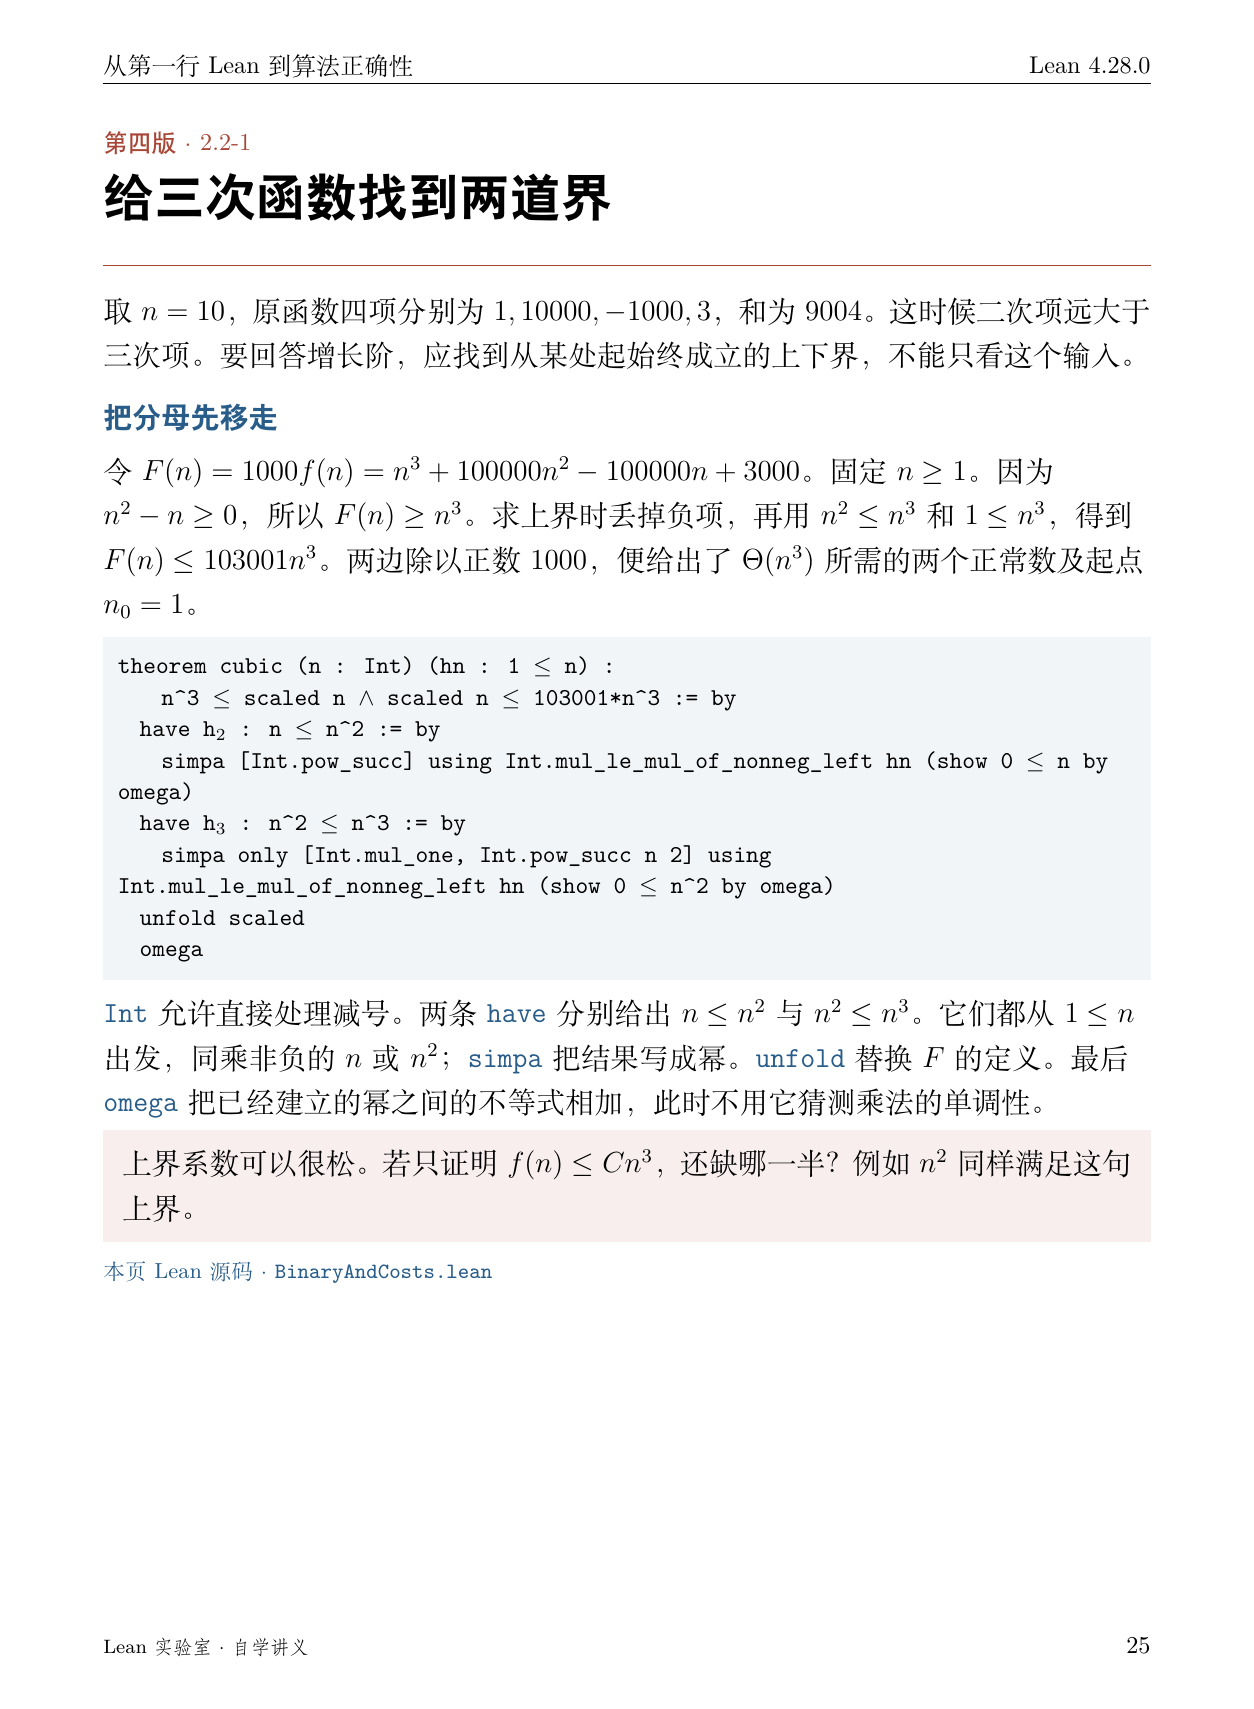 从第一行 Lean 到算法正确性 Lean 4.28.0
第四版 · 2.2-1
给三次函数找到两道界
取 n = 10，原函数四项分别为 1, 10000, −1000, 3，和为 9004。这时候二次项远大于
三次项。要回答增长阶，应找到从某处起始终成立的上下界，不能只看这个输入。
把分母先移走
令 F(n) = 1000f(n) = n³ + 100000n² − 100000n + 3000。固定 n ≥ 1。因为
n² − n ≥ 0，所以 F(n) ≥ n³。求上界时丢掉负项，再用 n² ≤ n³ 和 1 ≤ n³，得到
F(n) ≤ 103001n³。两边除以正数 1000，便给出了 Θ(n³) 所需的两个正常数及起点
n₀ = 1。
theorem cubic (n : Int) (hn : 1 ≤ n) :
n^3 ≤ scaled n ∧ scaled n ≤ 103001*n^3 := by
have h₂ : n ≤ n^2 := by
simpa [Int.pow_succ] using Int.mul_le_mul_of_nonneg_left hn (show 0 ≤ n by
omega)
have h₃ : n^2 ≤ n^3 := by
simpa only [Int.mul_one, Int.pow_succ n 2] using
Int.mul_le_mul_of_nonneg_left hn (show 0 ≤ n^2 by omega)
unfold scaled
omega
Int 允许直接处理减号。两条 have 分别给出 n ≤ n² 与 n² ≤ n³。它们都从 1 ≤ n
出发，同乘非负的 n 或 n²；simpa 把结果写成幂。unfold 替换 F 的定义。最后
omega 把已经建立的幂之间的不等式相加，此时不用它猜测乘法的单调性。
上界系数可以很松。若只证明 f(n) ≤ Cn³，还缺哪一半？例如 n² 同样满足这句
上界。
本页 Lean 源码 · BinaryAndCosts.lean
Lean 实验室 · 自学讲义 25